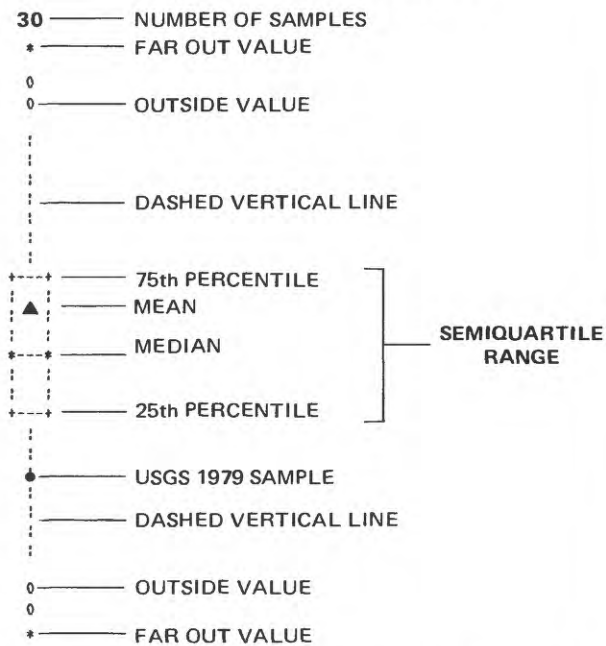 30 NUMBER OF SAMPLES
FAR OUT VALUE
OUTSIDE VALUE
DASHED VERTICAL LINE
75th PERCENTILE
MEAN
MEDIAN
SEMIQUARTILE
RANGE
25th PERCENTILE
USGS 1979 SAMPLE
DASHED VERTICAL LINE
OUTSIDE VALUE
FAR OUT VALUE